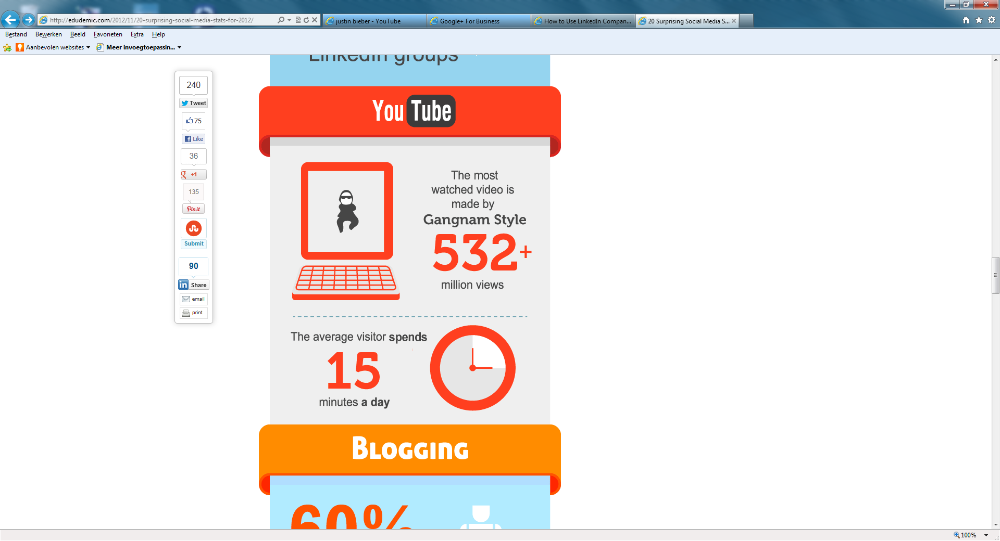 http://edudemic.com/2012/11/20-surprising-social-media-stats-for-2012/
justin bieber - YouTube
Google+ For Business
How to Use LinkedIn Compan...
20 Surprising Social Media S...
Bestand Bewerken Beeld Favorieten Extra Help
Aanbevolen websites Meer invoegtoepassin...
LinkedIn groups
240
Tweet
75
Like
36
+1
135
Pin it
Submit
90
in Share
email
print
YouTube
The most
watched video is
made by
Gangnam Style
532+
million views
The average visitor spends
15
minutes a day
Blogging
60%
100%